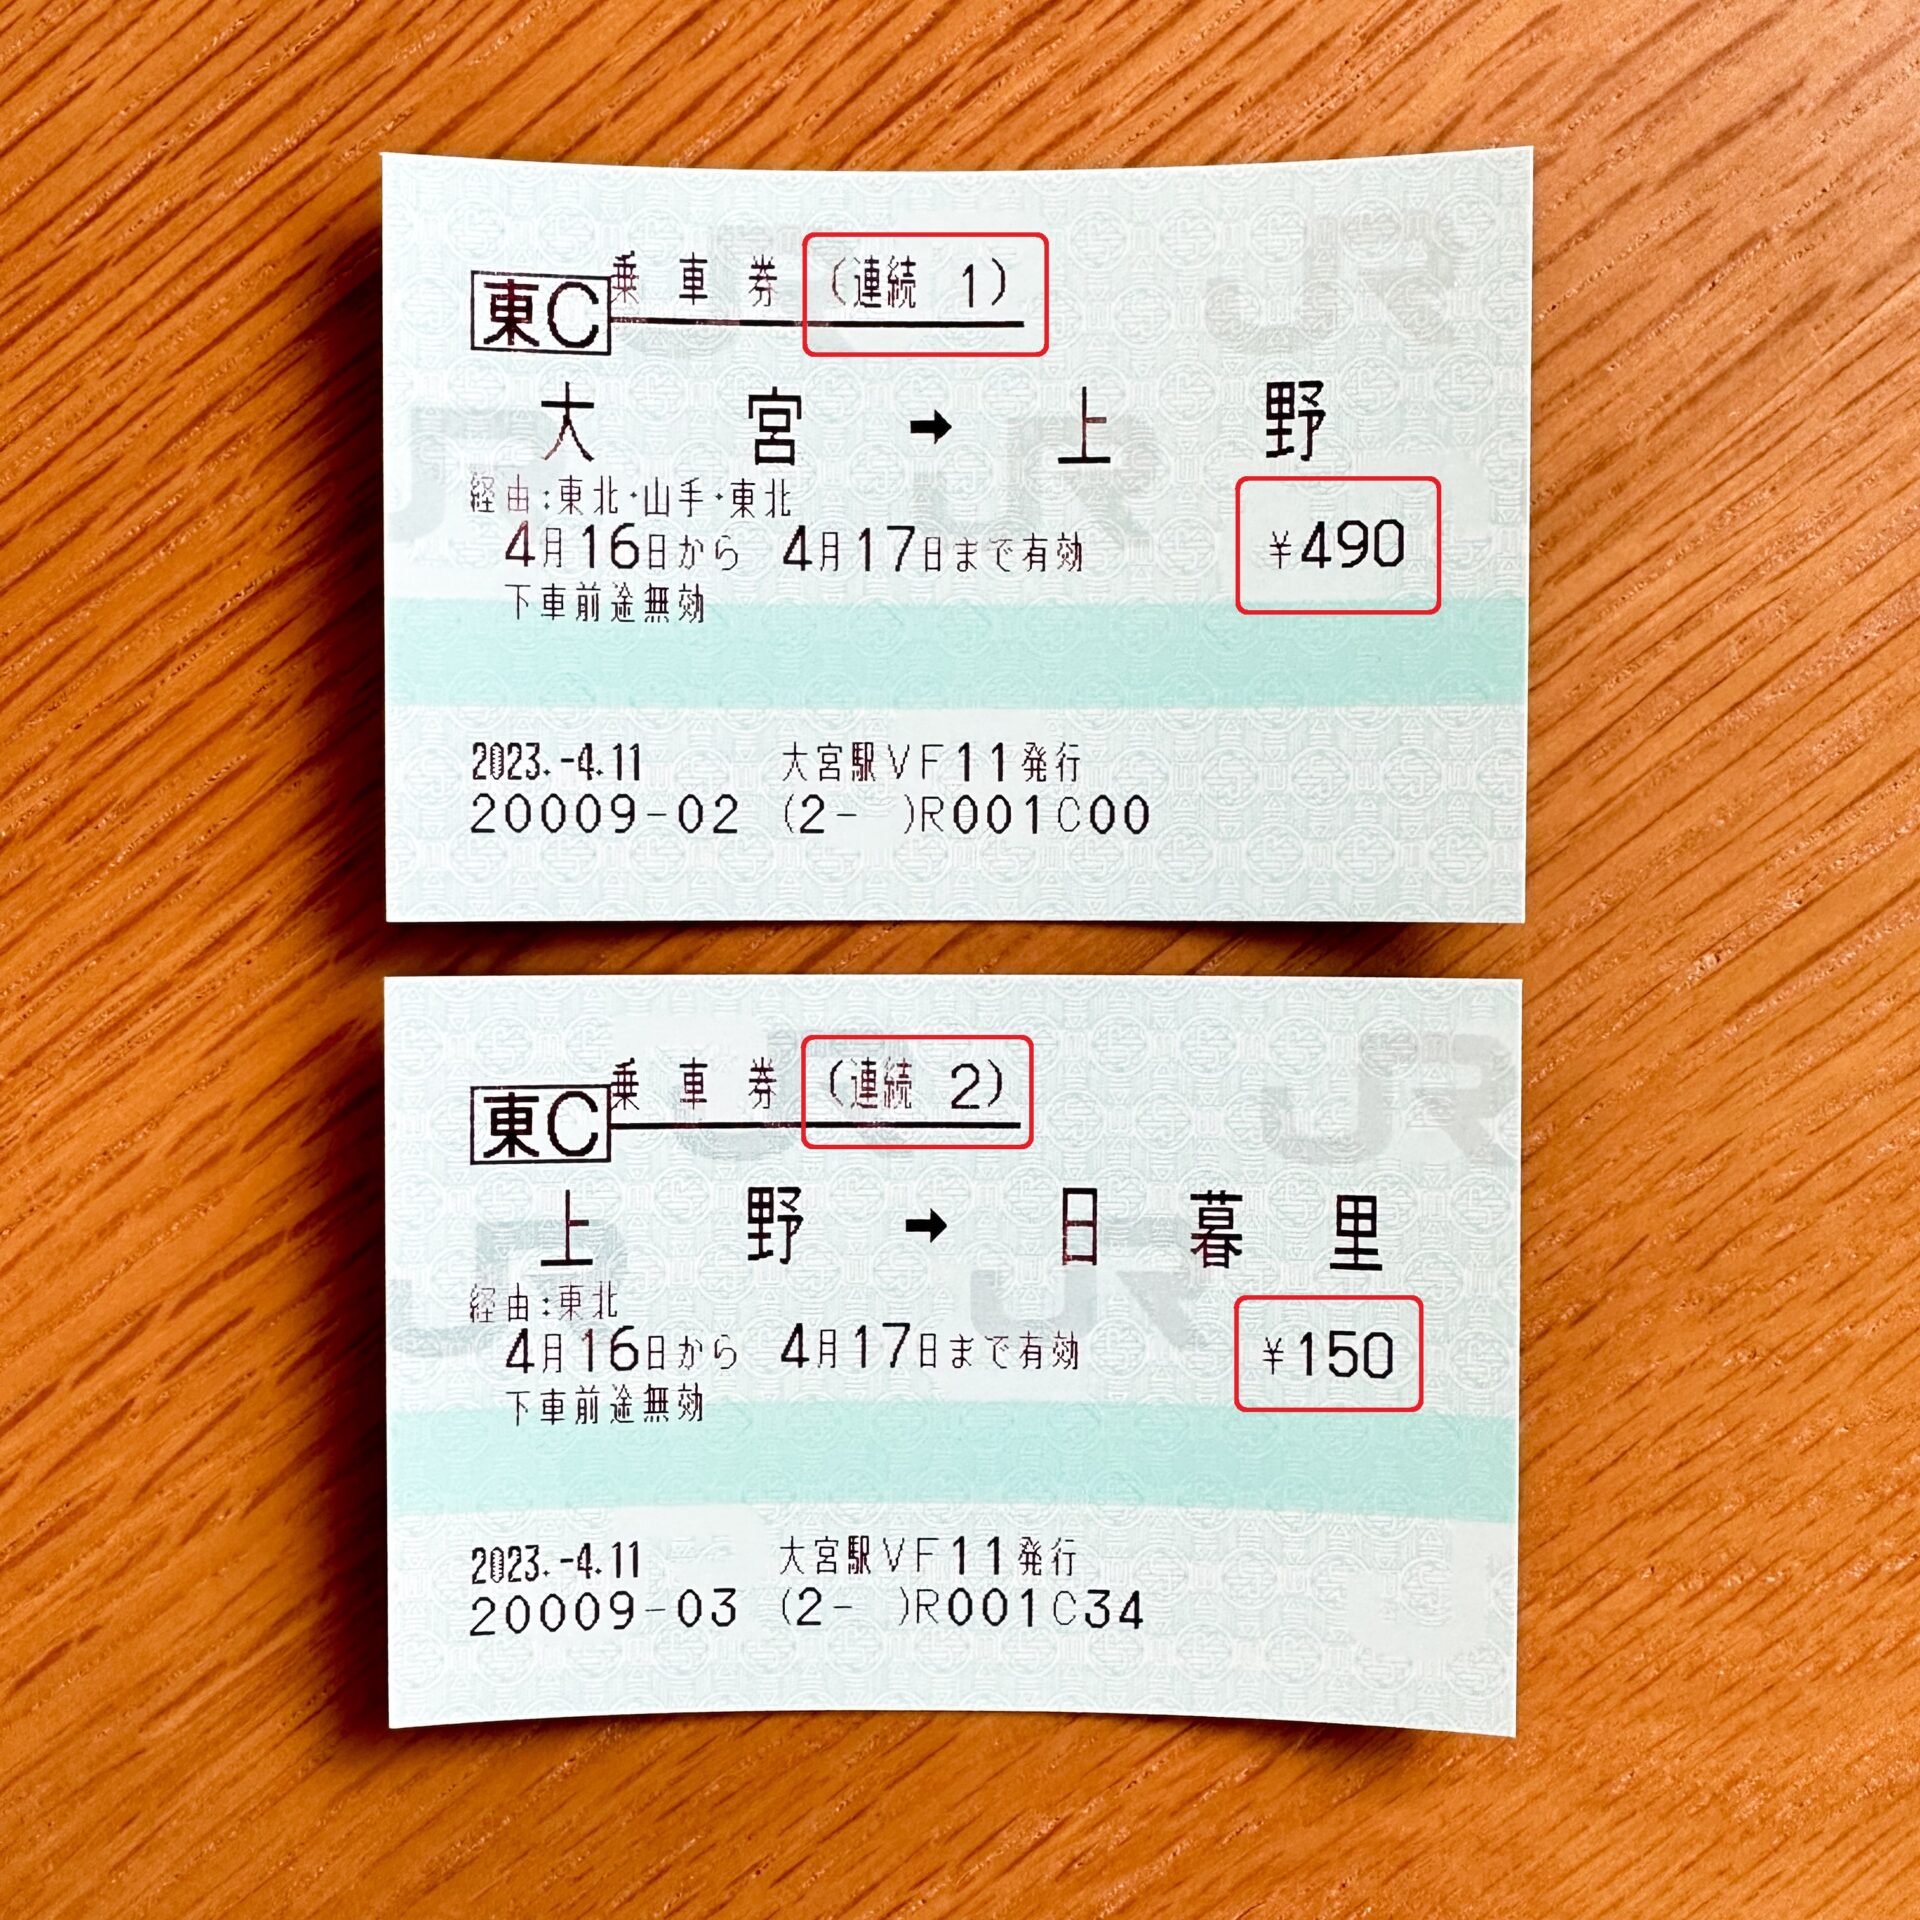 東C 乗車券 (連続 1)
大宮 ➡ 上野
経由:東北・山手・東北
4月16日から 4月17日まで有効 ¥490
下車前途無効
2023.-4.11 大宮駅VF11発行
20009-02 (2- )R001C00
東C 乗車券 (連続 2)
上野 ➡ 日暮里
経由:東北
4月16日から 4月17日まで有効 ¥150
下車前途無効
2023.-4.11 大宮駅VF11発行
20009-03 (2- )R001C34